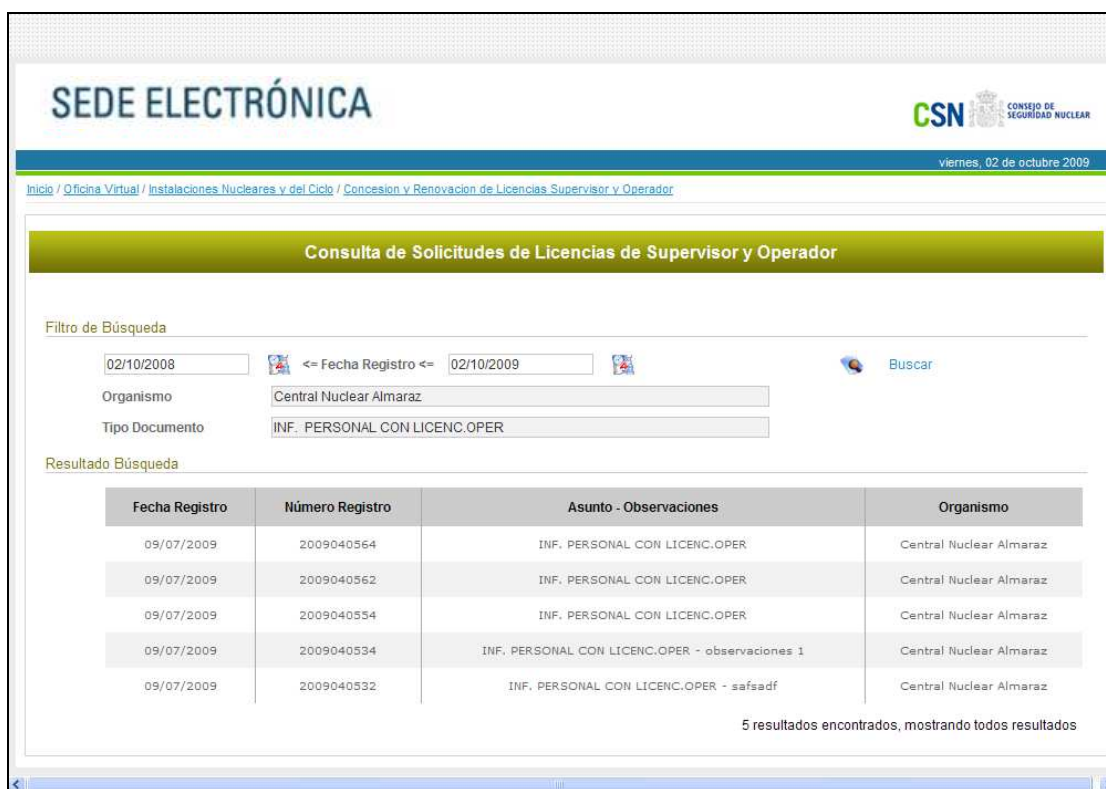 SEDE ELECTRÓNICA
CSN CONSEJO DE SEGURIDAD NUCLEAR
viernes, 02 de octubre 2009
Inicio / Oficina Virtual / Instalaciones Nucleares y del Ciclo / Concesion y Renovacion de Licencias Supervisor y Operador
Consulta de Solicitudes de Licencias de Supervisor y Operador
Filtro de Búsqueda
02/10/2008 <= Fecha Registro <= 02/10/2009 Buscar
Organismo Central Nuclear Almaraz
Tipo Documento INF. PERSONAL CON LICENC.OPER
Resultado Búsqueda
Fecha Registro Número Registro Asunto - Observaciones Organismo
09/07/2009 2009040564 INF. PERSONAL CON LICENC.OPER Central Nuclear Almaraz
09/07/2009 2009040562 INF. PERSONAL CON LICENC.OPER Central Nuclear Almaraz
09/07/2009 2009040554 INF. PERSONAL CON LICENC.OPER Central Nuclear Almaraz
09/07/2009 2009040534 INF. PERSONAL CON LICENC.OPER - observaciones 1 Central Nuclear Almaraz
09/07/2009 2009040532 INF. PERSONAL CON LICENC.OPER - safsadf Central Nuclear Almaraz
5 resultados encontrados, mostrando todos resultados